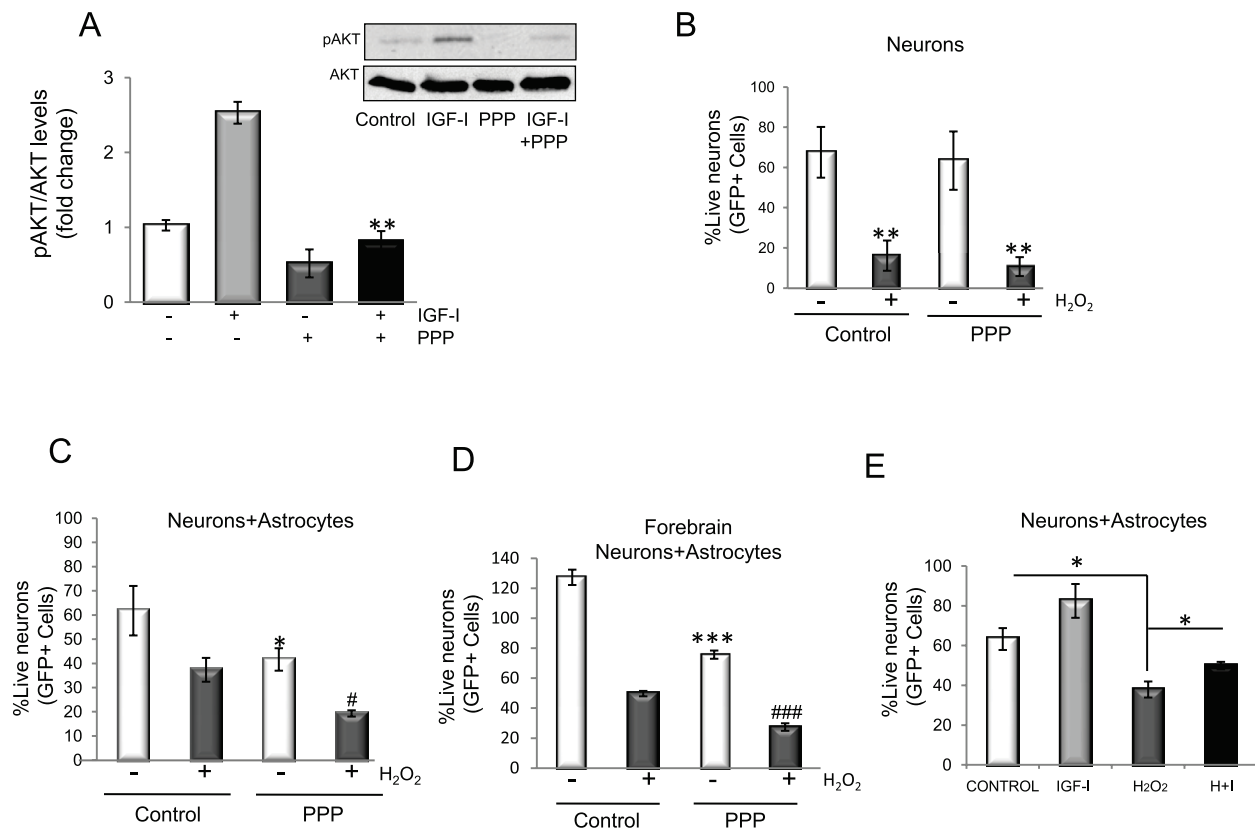 A
pAKT
AKT
Control IGF-I PPP IGF-I
+PPP
pAKT/AKT levels
(fold change)
3
2
1
0
**
- + - + IGF-I
- - + + PPP
B
Neurons
%Live neurons
(GFP+ Cells)
100
80
60
40
20
0
** **
- + - + H₂O₂
Control PPP
C
Neurons+Astrocytes
%Live neurons
(GFP+ Cells)
100
90
80
70
60
50
40
30
20
10
0
*
#
- + - + H₂O₂
Control PPP
D
Forebrain
Neurons+Astrocytes
%Live neurons
(GFP+ Cells)
140
120
100
80
60
40
20
0
***
###
- + - + H₂O₂
Control PPP
E
Neurons+Astrocytes
%Live neurons
(GFP+ Cells)
100
80
60
40
20
0
*
*
CONTROL IGF-I H₂O₂ H+I